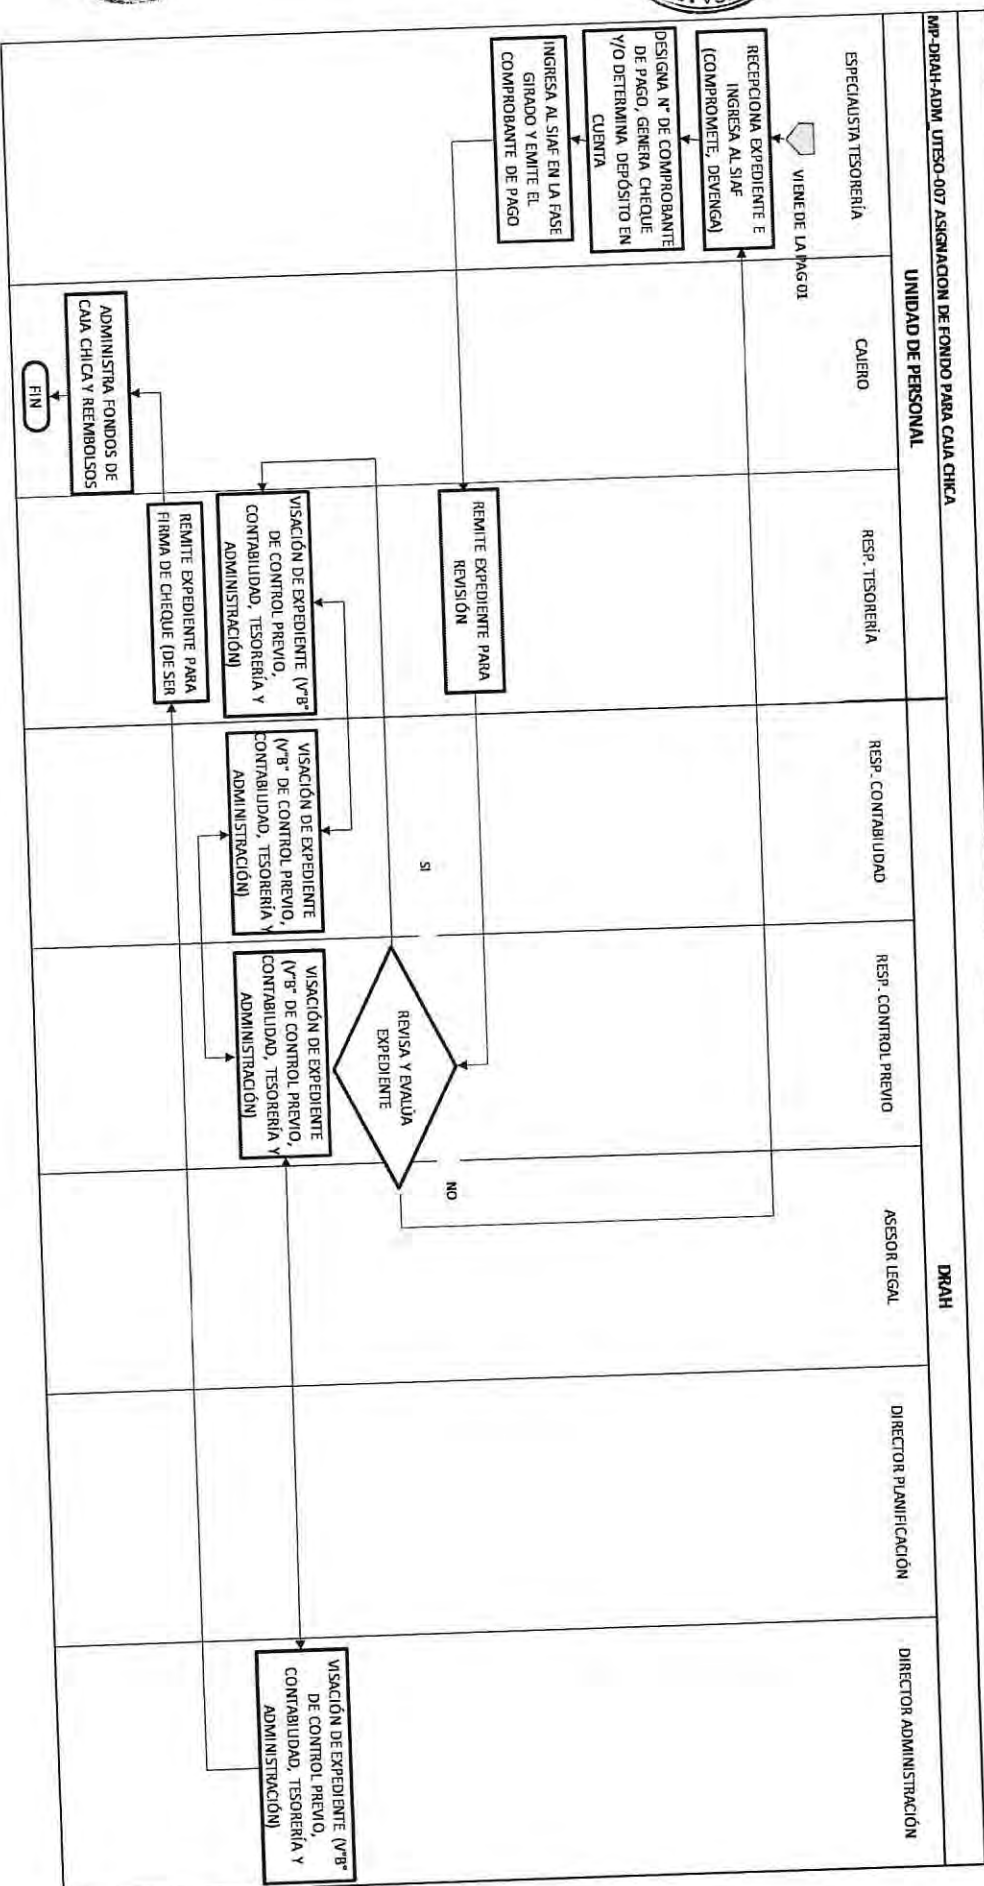 MP-DRAH-ADM_UTESO-007 ASIGNACION DE FONDO PARA CAJA CHICA
UNIDAD DE PERSONAL
DRAH
ESPECIALISTA TESORERÍA
CAJERO
RESP. TESORERÍA
RESP. CONTABILIDAD
RESP. CONTROL PREVIO
ASESOR LEGAL
DIRECTOR PLANIFICACIÓN
DIRECTOR ADMINISTRACIÓN
VIENE DE LA PAG 01
RECEPCIONA EXPEDIENTE E
INGRESA AL SIAF
(COMPROMETE, DEVENGA)
DESIGNA N° DE COMPROBANTE
DE PAGO, GENERA CHEQUE
Y/O DETERMINA DEPÓSITO EN
CUENTA
INGRESA AL SIAF EN LA FASE
GIRADO Y EMITE EL
COMPROBANTE DE PAGO
REMITE EXPEDIENTE PARA
REVISIÓN
REVISA Y EVALÚA
EXPEDIENTE
SI
NO
VISACIÓN DE EXPEDIENTE (V°B°
DE CONTROL PREVIO,
CONTABILIDAD, TESORERÍA Y
ADMINISTRACIÓN)
VISACIÓN DE EXPEDIENTE
(V°B° DE CONTROL PREVIO,
CONTABILIDAD, TESORERÍA Y
ADMINISTRACIÓN)
VISACIÓN DE EXPEDIENTE
(V°B° DE CONTROL PREVIO,
CONTABILIDAD, TESORERÍA Y
ADMINISTRACIÓN)
VISACIÓN DE EXPEDIENTE (V°B°
DE CONTROL PREVIO,
CONTABILIDAD, TESORERÍA Y
ADMINISTRACIÓN)
REMITE EXPEDIENTE PARA
FIRMA DE CHEQUE (DE SER
ADMINISTRA FONDOS DE
CAJA CHICA Y REEMBOLSOS
FIN